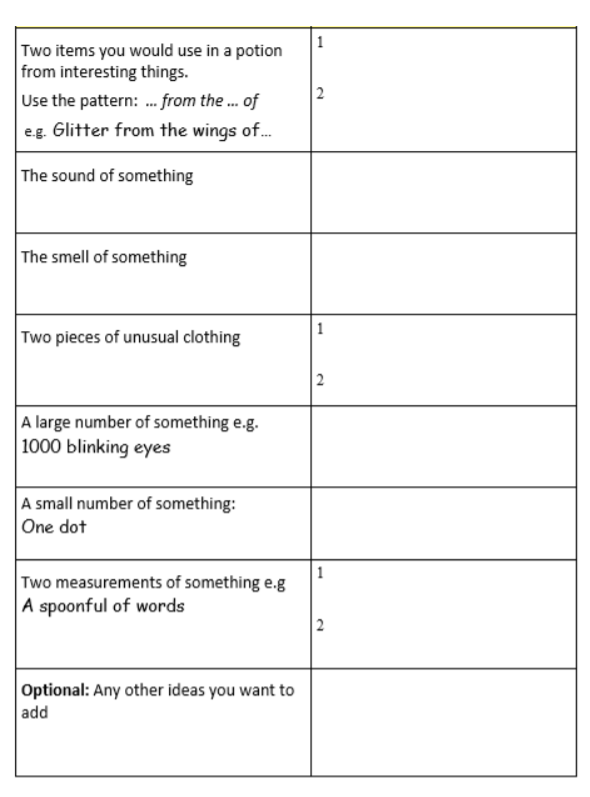 Two items you would use in a potion
from interesting things.
Use the pattern: ... from the ... of
e.g. Glitter from the wings of...
1
2
The sound of something
The smell of something
Two pieces of unusual clothing
1
2
A large number of something e.g.
1000 blinking eyes
A small number of something:
One dot
Two measurements of something e.g
A spoonful of words
1
2
Optional: Any other ideas you want to
add